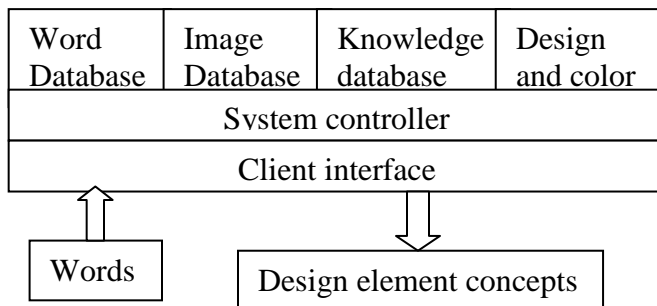 Word
Database
Image
Database
Knowledge
database
Design
and color
System controller
Client interface
Words
Design element concepts